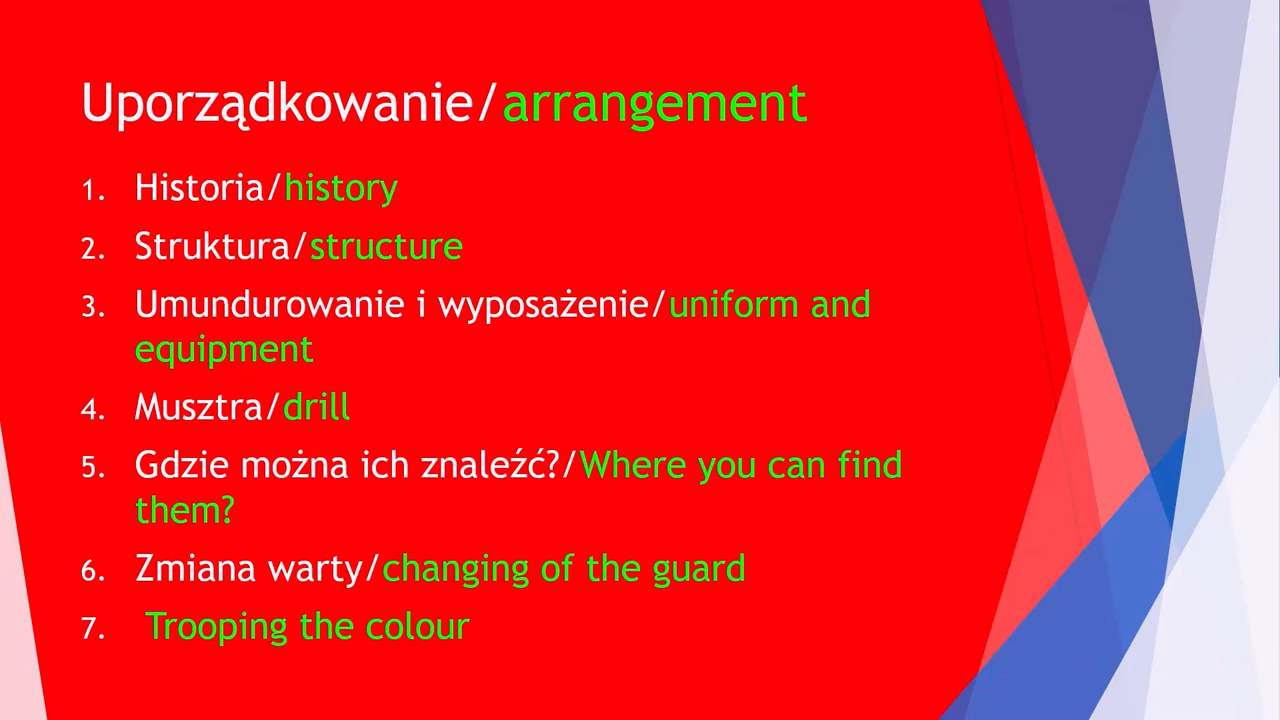 Uporządkowanie/arrangement
1. Historia/history
2. Struktura/structure
3. Umundurowanie i wyposażenie/uniform and
equipment
4. Musztra/drill
5. Gdzie można ich znaleźć?/Where you can find
them?
6. Zmiana warty/changing of the guard
7. Trooping the colour